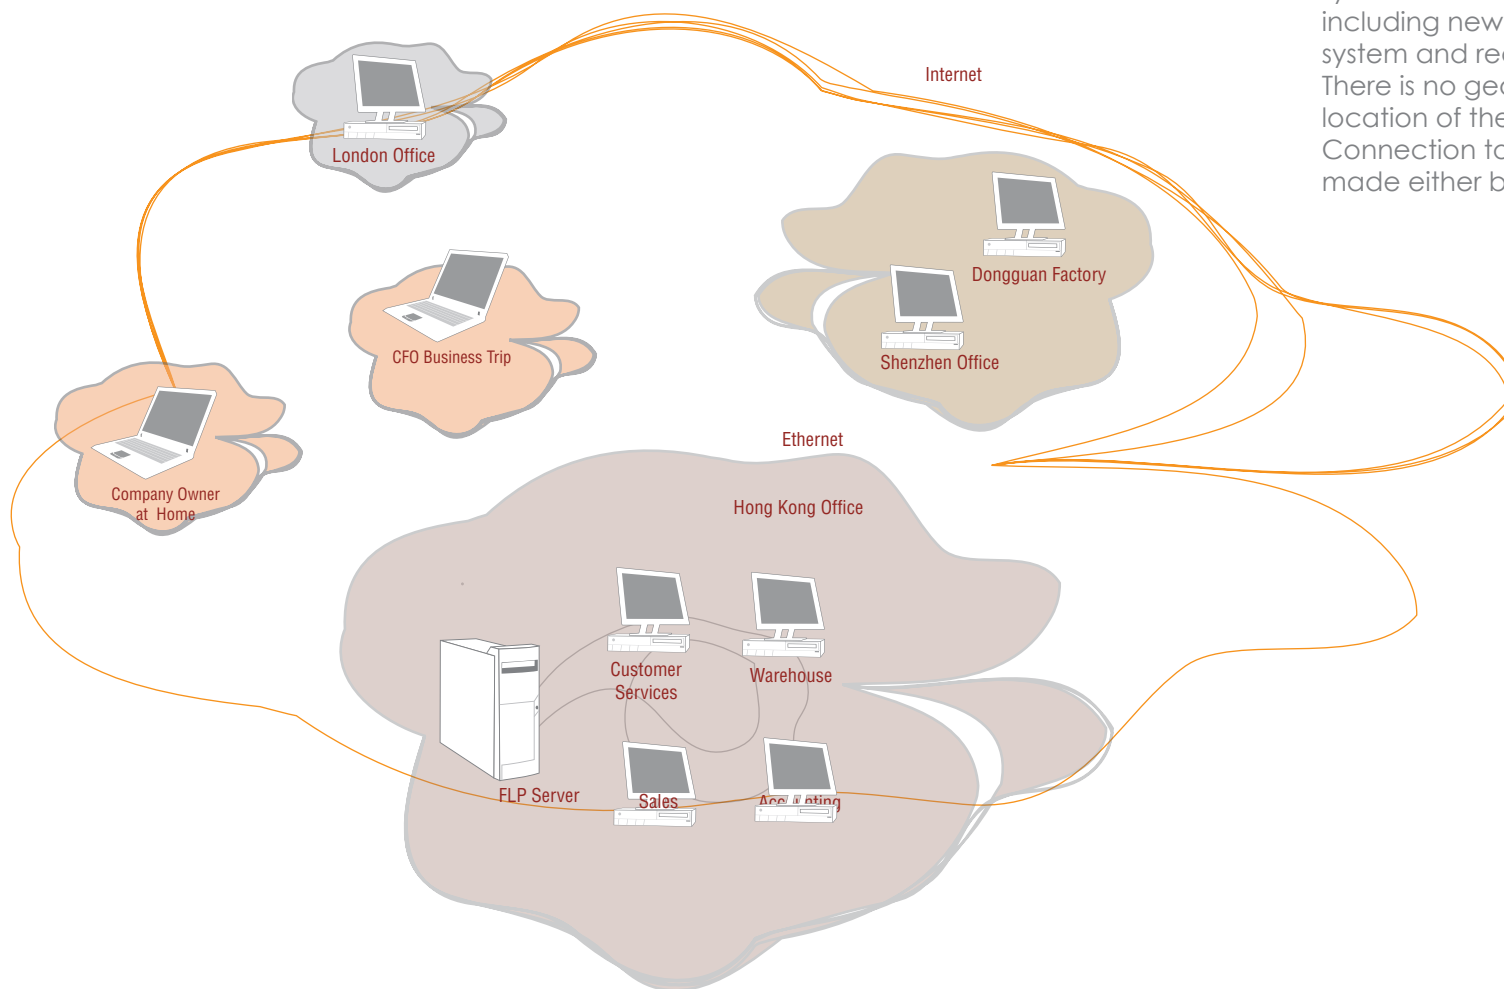 including new
system and
There is no
location of the
Connection to
made either
Internet
London Office
Dongguan Factory
CFO Business Trip
Shenzhen Office
Ethernet
Company Owner
at Home
Hong Kong Office
Customer
Services
Warehouse
FLP Server
Sales
Accounting